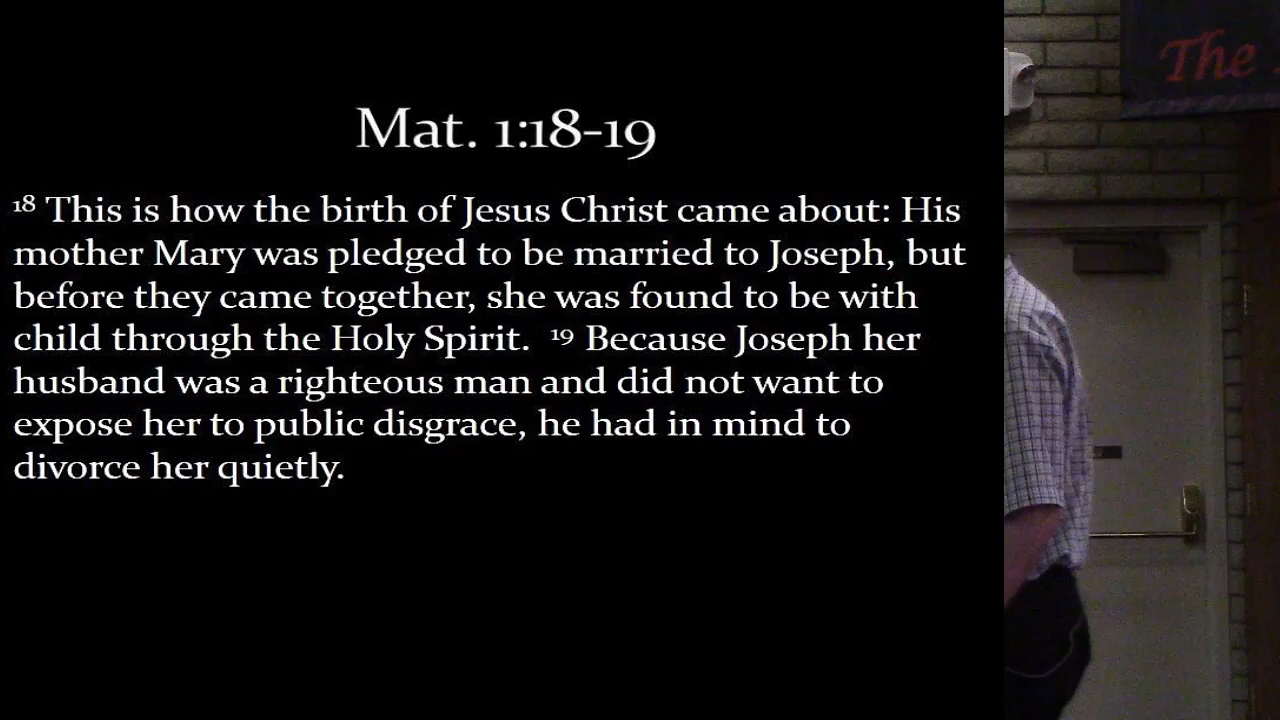 Mat. 1:18-19
18 This is how the birth of Jesus Christ came about: His
mother Mary was pledged to be married to Joseph, but
before they came together, she was found to be with
child through the Holy Spirit. 19 Because Joseph her
husband was a righteous man and did not want to
expose her to public disgrace, he had in mind to
divorce her quietly.
The